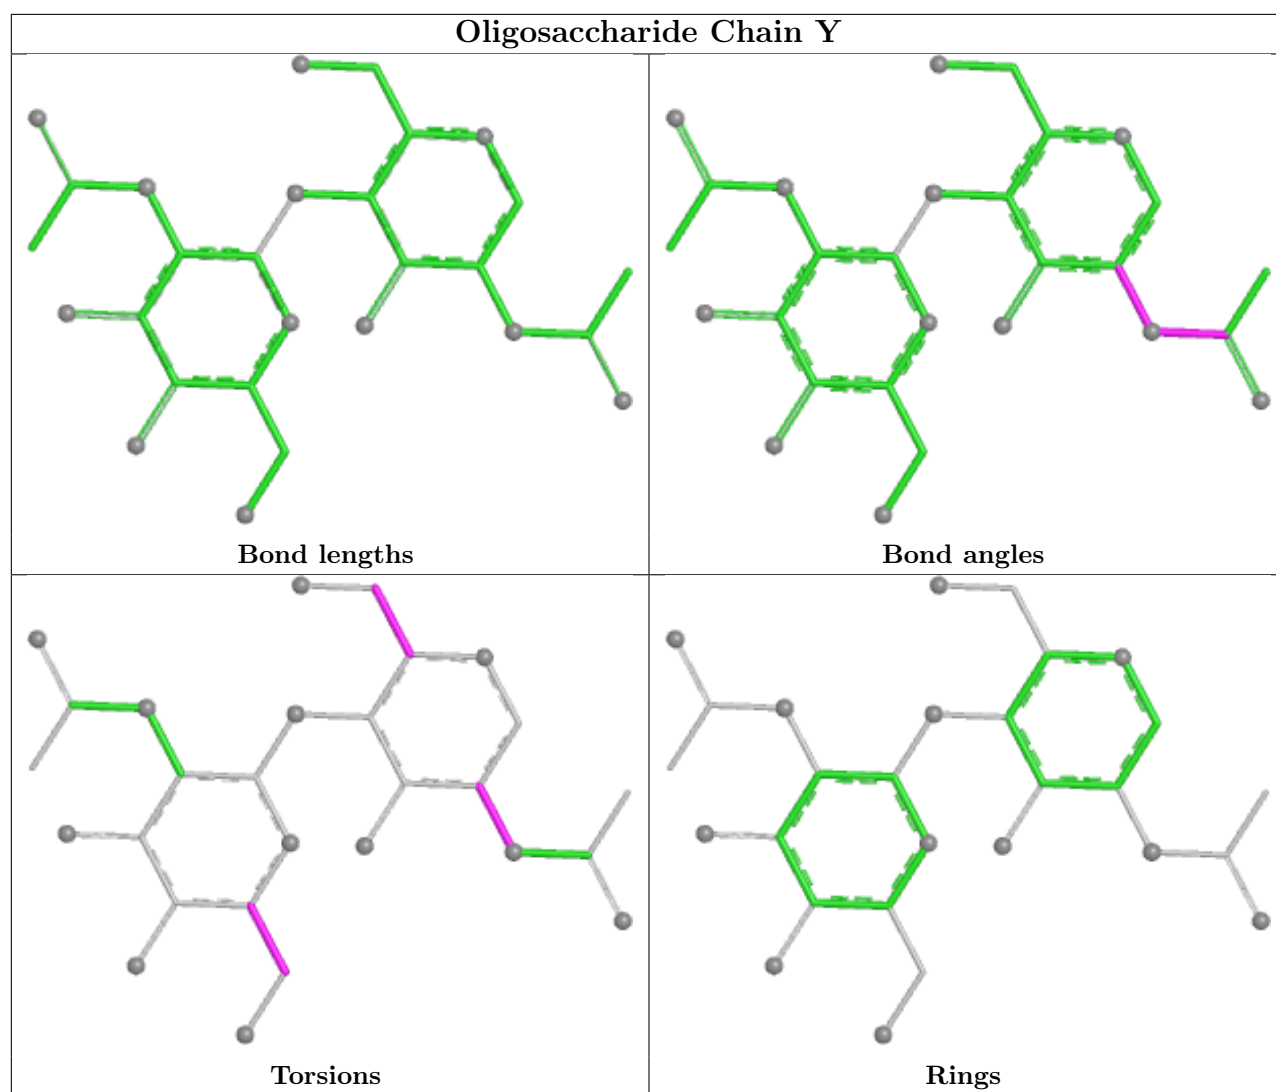 Oligosaccharide Chain Y
Bond lengths
Bond angles
Torsions
Rings